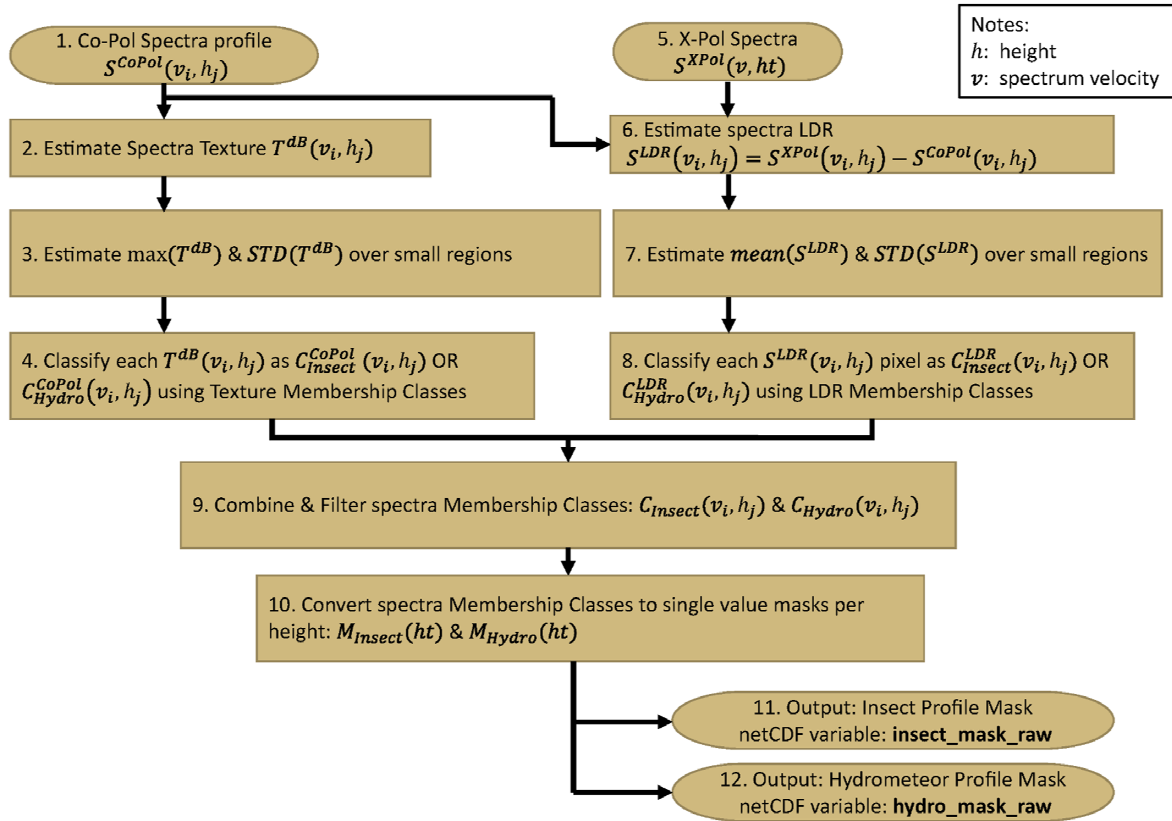 1. Co-Pol Spectra profile
S^{CoPol}(v_i, h_j)
5. X-Pol Spectra
S^{XPol}(v, ht)
Notes:
h: height
v: spectrum velocity
2. Estimate Spectra Texture T^{dB}(v_i, h_j)
6. Estimate spectra LDR
S^{LDR}(v_i, h_j) = S^{XPol}(v_i, h_j) − S^{CoPol}(v_i, h_j)
3. Estimate max(T^{dB}) & STD(T^{dB}) over small regions
7. Estimate mean(S^{LDR}) & STD(S^{LDR}) over small regions
4. Classify each T^{dB}(v_i, h_j) as C_{Insect}^{CoPol}(v_i, h_j) OR
C_{Hydro}^{CoPol}(v_i, h_j) using Texture Membership Classes
8. Classify each S^{LDR}(v_i, h_j) pixel as C_{Insect}^{LDR}(v_i, h_j) OR
C_{Hydro}^{LDR}(v_i, h_j) using LDR Membership Classes
9. Combine & Filter spectra Membership Classes: C_{Insect}(v_i, h_j) & C_{Hydro}(v_i, h_j)
10. Convert spectra Membership Classes to single value masks per
height: M_{Insect}(ht) & M_{Hydro}(ht)
11. Output: Insect Profile Mask
netCDF variable: insect_mask_raw
12. Output: Hydrometeor Profile Mask
netCDF variable: hydro_mask_raw